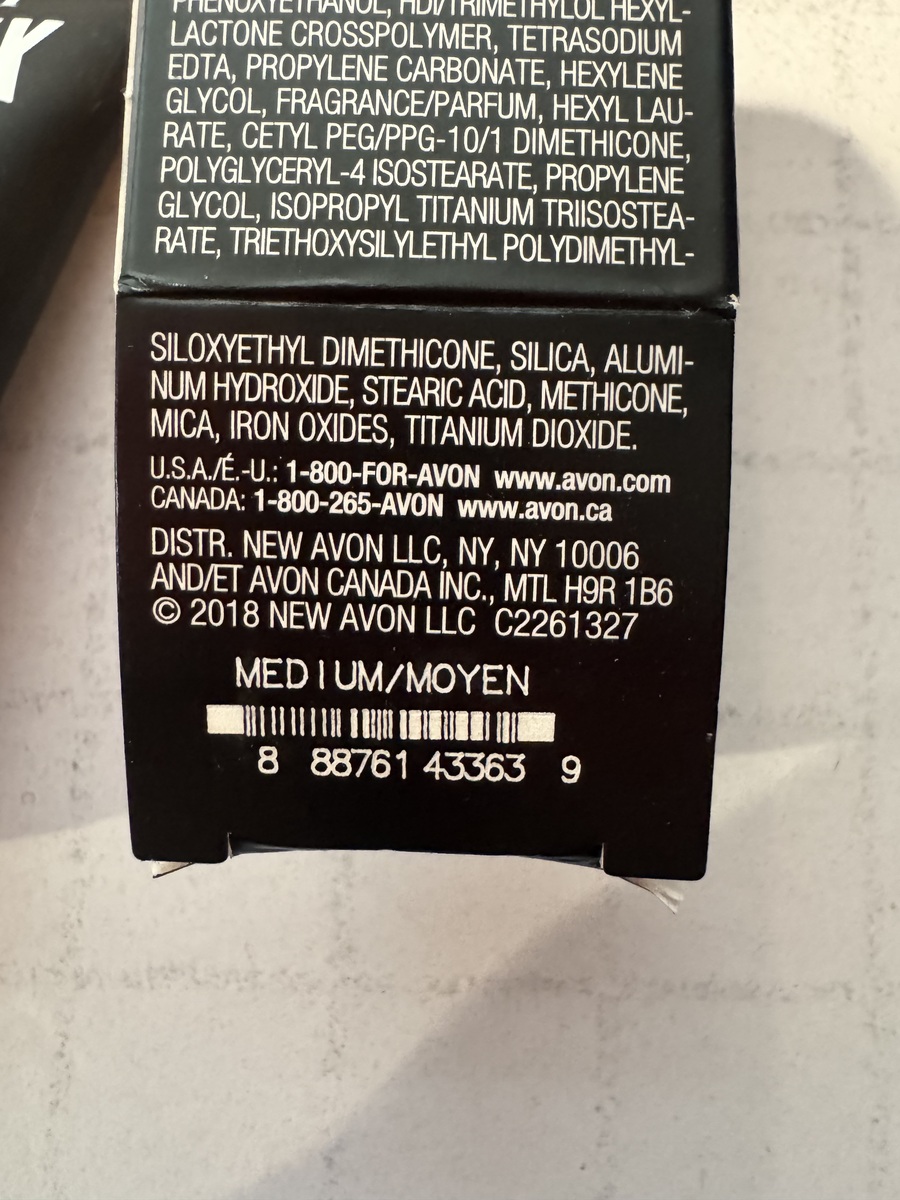 PHENOXYETHANOL, HDI/TRIMETHYLOL HEXYL-
LACTONE CROSSPOLYMER, TETRASODIUM
EDTA, PROPYLENE CARBONATE, HEXYLENE
GLYCOL, FRAGRANCE/PARFUM, HEXYL LAU-
RATE, CETYL PEG/PPG-10/1 DIMETHICONE,
POLYGLYCERYL-4 ISOSTEARATE, PROPYLENE
GLYCOL, ISOPROPYL TITANIUM TRIISOSTEA-
RATE, TRIETHOXYSILYLETHYL POLYDIMETHYL-
SILOXYETHYL DIMETHICONE, SILICA, ALUMI-
NUM HYDROXIDE, STEARIC ACID, METHICONE,
MICA, IRON OXIDES, TITANIUM DIOXIDE.
U.S.A./É.-U.: 1-800-FOR-AVON www.avon.com
CANADA: 1-800-265-AVON www.avon.ca
DISTR. NEW AVON LLC, NY, NY 10006
AND/ET AVON CANADA INC., MTL H9R 1B6
© 2018 NEW AVON LLC C2261327
MEDIUM/MOYEN
8 88761 43363 9